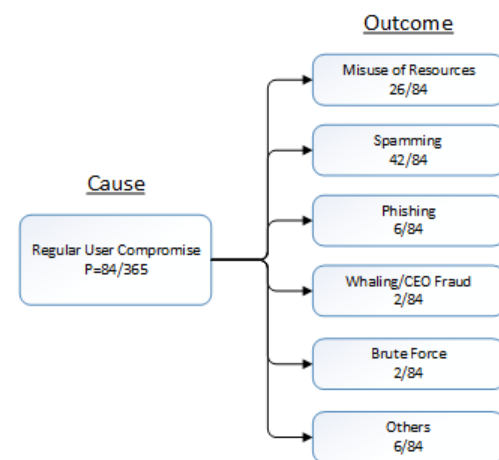 Outcome
Misuse of Resources
26/84
Spamming
42/84
Cause
Phishing
6/84
Regular User Compromise
P=84/365
Whaling/CEO Fraud
2/84
Brute Force
2/84
Others
6/84